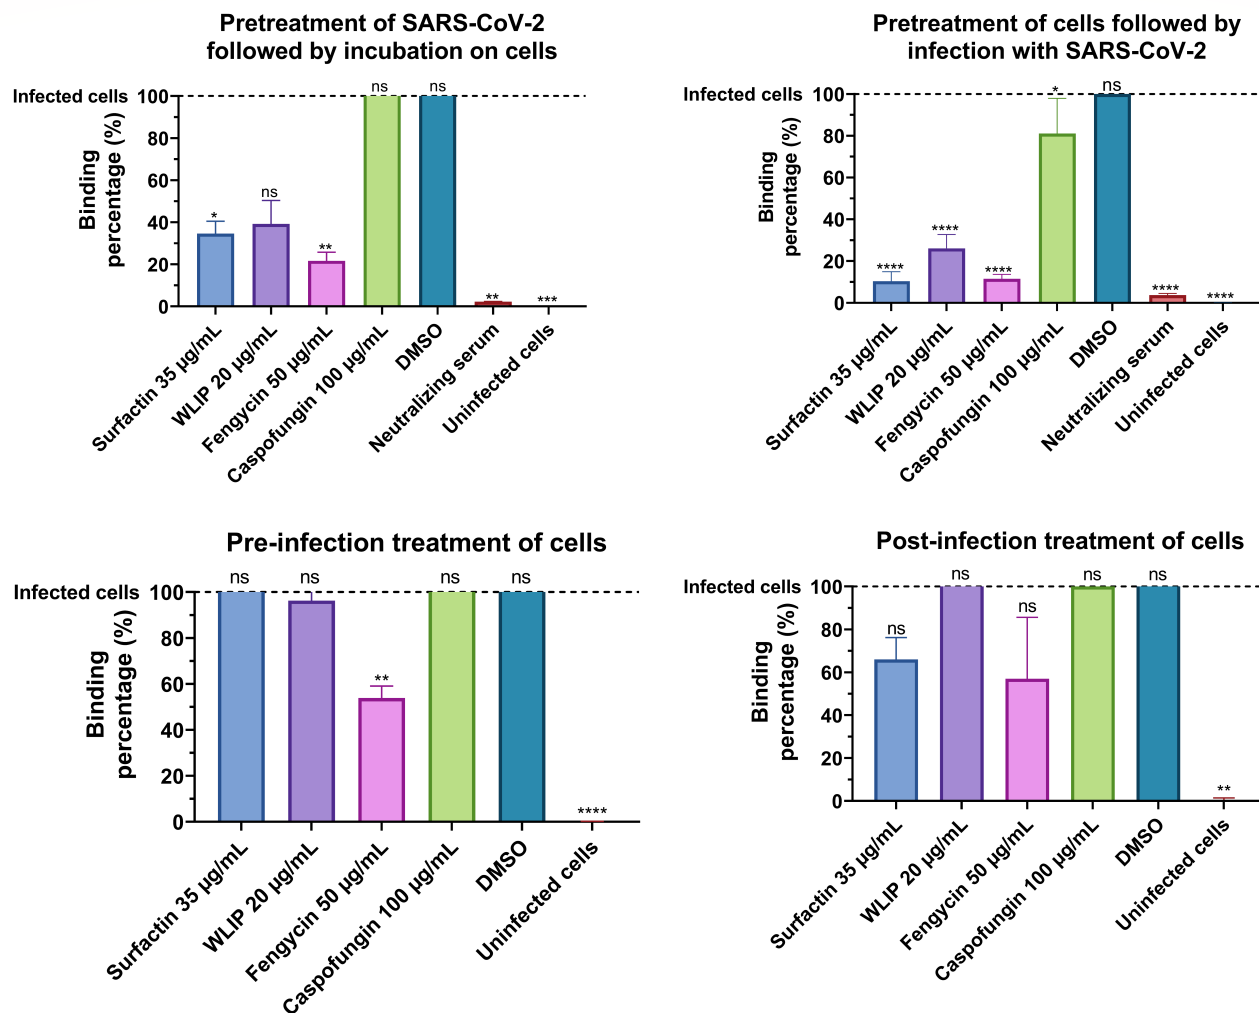 Pretreatment of SARS-CoV-2
followed by incubation on cells
Infected cells
Binding
percentage (%)
100
80
60
40
20
0
*
ns
**
ns
ns
**
***
Surfactin 35 µg/mL
WLIP 20 µg/mL
Fengycin 50 µg/mL
Caspofungin 100 µg/mL
DMSO
Neutralizing serum
Uninfected cells
Pretreatment of cells followed by
infection with SARS-CoV-2
Infected cells
Binding
percentage (%)
100
80
60
40
20
0
****
****
****
*
ns
****
****
Surfactin 35 µg/mL
WLIP 20 µg/mL
Fengycin 50 µg/mL
Caspofungin 100 µg/mL
DMSO
Neutralizing serum
Uninfected cells
Pre-infection treatment of cells
Infected cells
Binding
percentage (%)
100
80
60
40
20
0
ns
ns
**
ns
ns
****
Surfactin 35 µg/mL
WLIP 20 µg/mL
Fengycin 50 µg/mL
Caspofungin 100 µg/mL
DMSO
Uninfected cells
Post-infection treatment of cells
Infected cells
Binding
percentage (%)
100
80
60
40
20
0
ns
ns
ns
ns
ns
**
Surfactin 35 µg/mL
WLIP 20 µg/mL
Fengycin 50 µg/mL
Caspofungin 100 µg/mL
DMSO
Uninfected cells